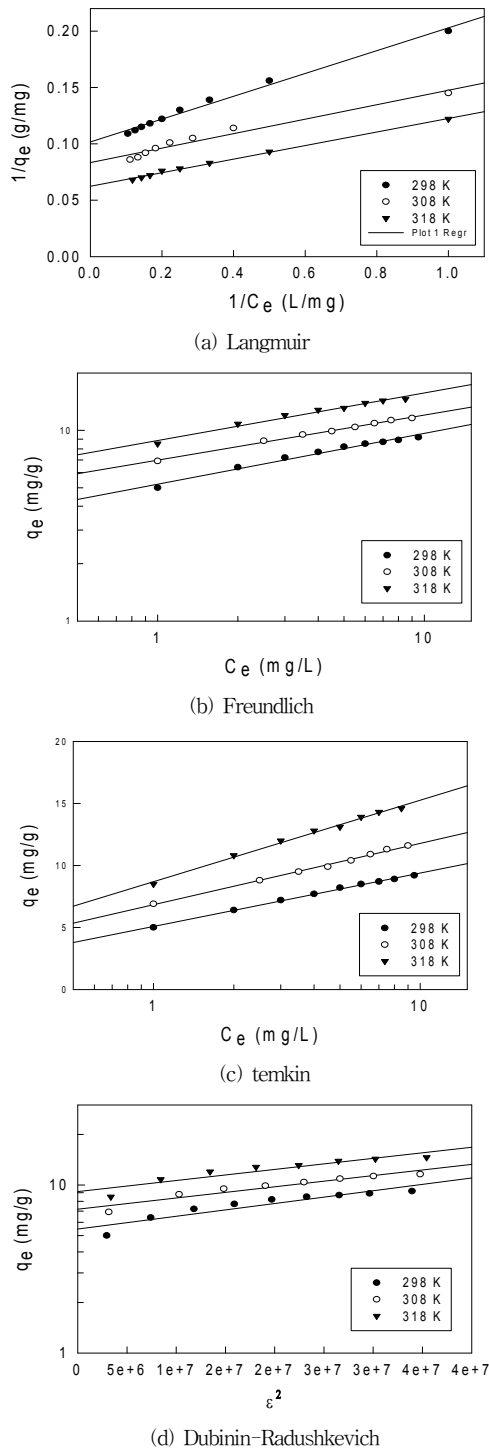 0.20
0.15
0.10
0.05
0.00
1/qe (g/mg)
0.0 0.2 0.4 0.6 0.8 1.0
1/Ce (L/mg)
298 K
308 K
318 K
Plot 1 Regr
(a) Langmuir
10
1
qe (mg/g)
1 10
Ce (mg/L)
298 K
308 K
318 K
(b) Freundlich
20
15
10
5
0
qe (mg/g)
1 10
Ce (mg/L)
298 K
308 K
318 K
(c) temkin
10
1
qe (mg/g)
0 5e+6 1e+7 2e+7 2e+7 3e+7 3e+7 4e+7 4e+7
ε²
298 K
308 K
318 K
(d) Dubinin-Radushkevich